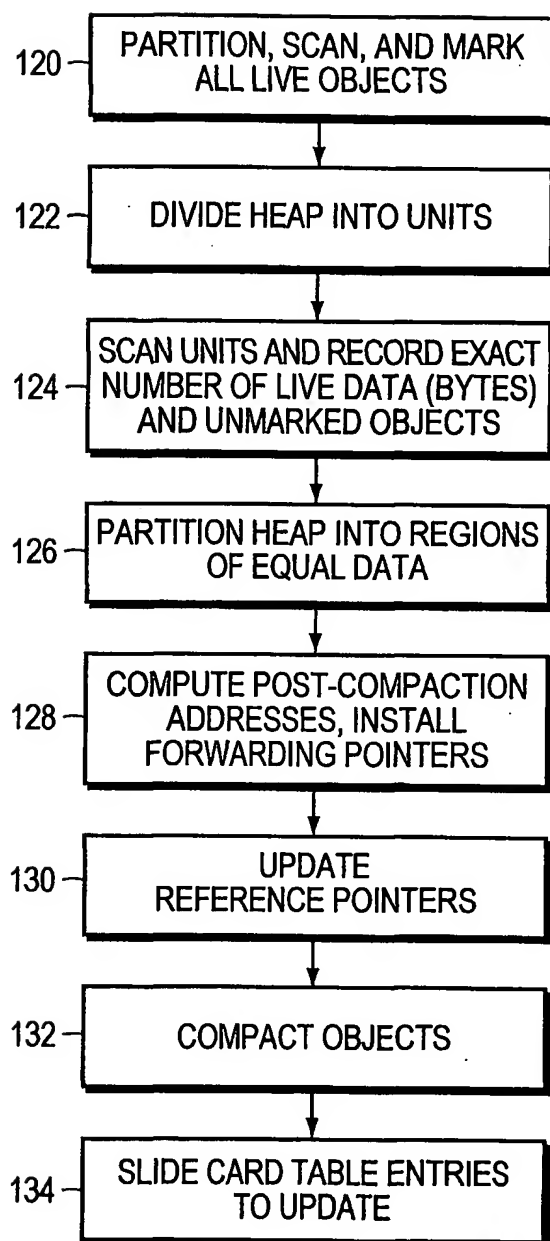 120
PARTITION, SCAN, AND MARK
ALL LIVE OBJECTS
122
DIVIDE HEAP INTO UNITS
124
SCAN UNITS AND RECORD EXACT
NUMBER OF LIVE DATA (BYTES)
AND UNMARKED OBJECTS
126
PARTITION HEAP INTO REGIONS
OF EQUAL DATA
128
COMPUTE POST-COMPACTION
ADDRESSES, INSTALL
FORWARDING POINTERS
130
UPDATE
REFERENCE POINTERS
132
COMPACT OBJECTS
134
SLIDE CARD TABLE ENTRIES
TO UPDATE